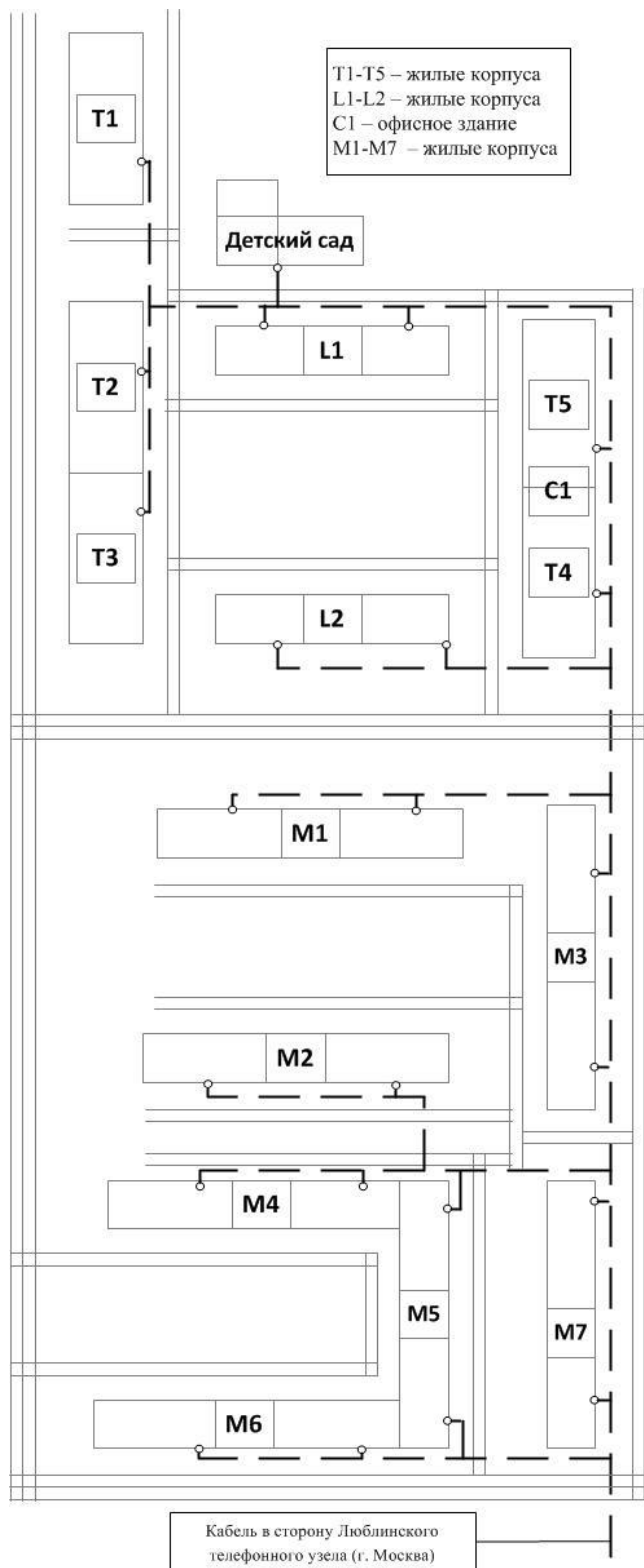 T1-T5 – жилые корпуса
L1-L2 – жилые корпуса
C1 – офисное здание
M1-M7 – жилые корпуса
T1
Детский сад
L1
T2
T5
C1
T3
T4
L2
M1
M3
M2
M4
M5
M7
M6
Кабель в сторону Люблинского
телефонного узела (г. Москва)